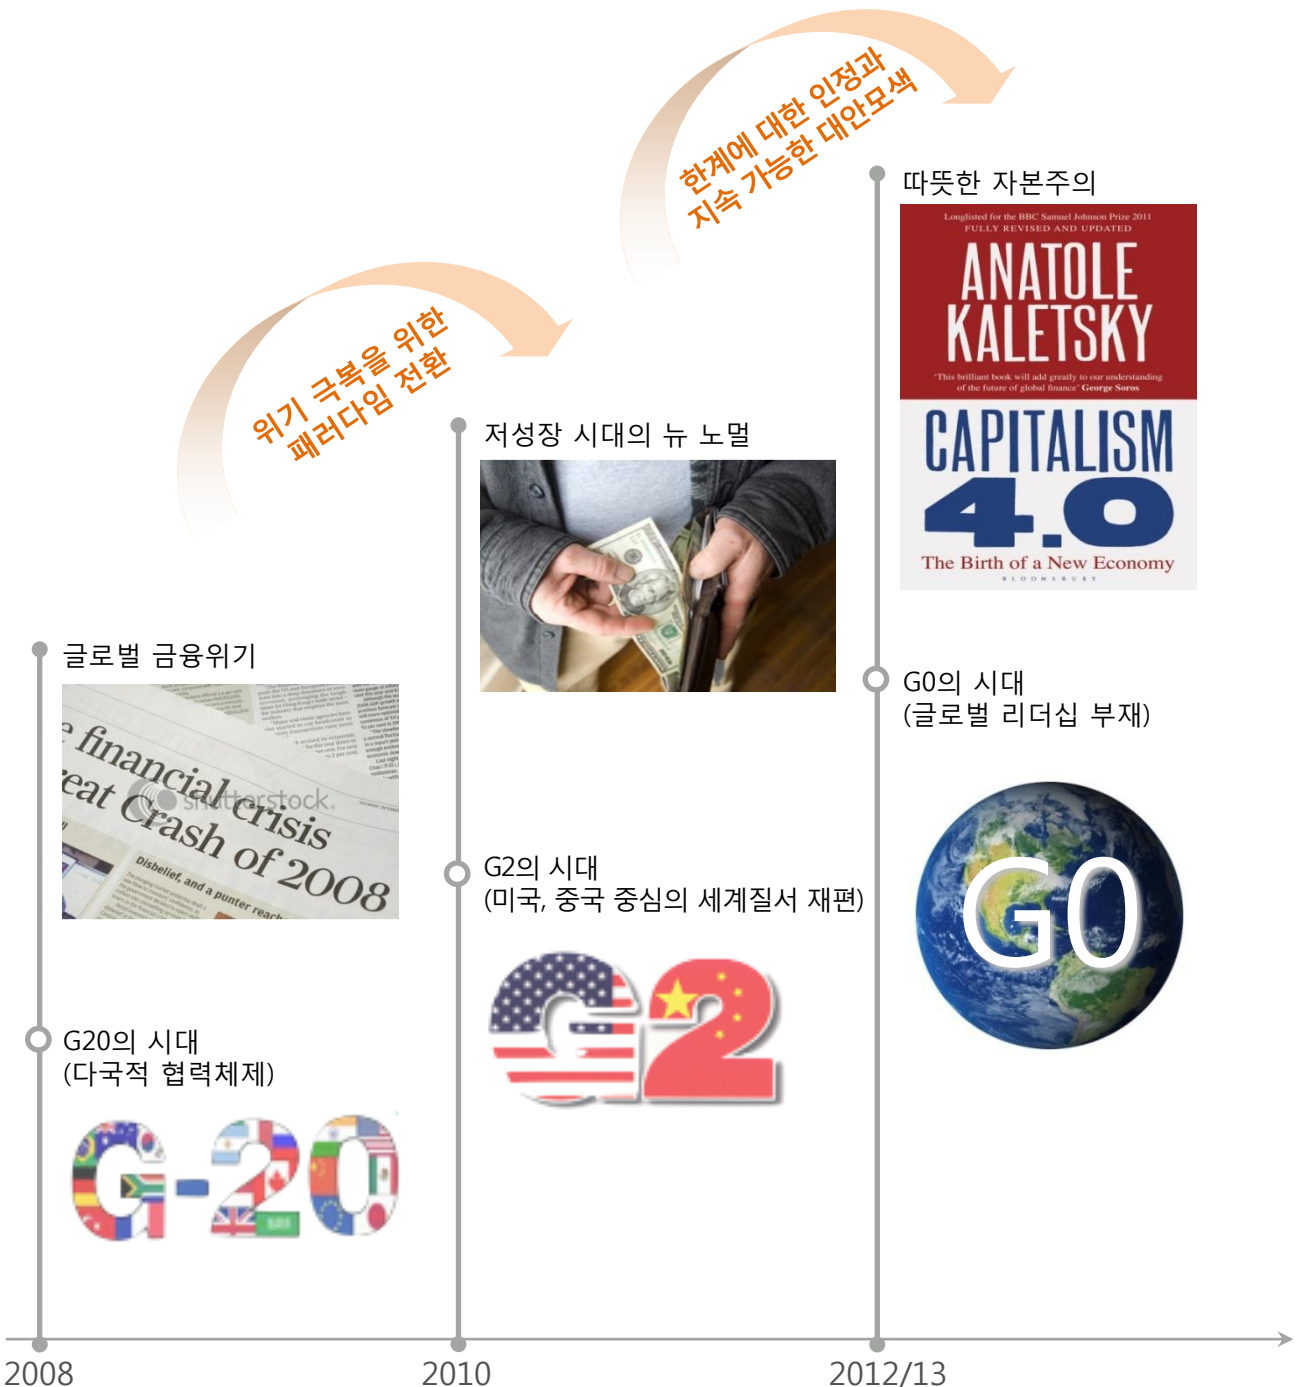 한계에 대한 인정과
지속 가능한 대안모색
따뜻한 자본주의
Longlisted for the BBC Samuel Johnson Prize 2011
FULLY REVISED AND UPDATED
ANATOLE
KALETSKY
'This brilliant book will add greatly to our understanding
of the future of global finance' George Soros
CAPITALISM
4.0
The Birth of a New Economy
BLOOMSBURY
위기 극복을 위한
패러다임 전환
저성장 시대의 뉴 노멀
글로벌 금융위기
e financial crisis
reat Crash of 2008
shutterstock.
Disbelief, and a punter reach
G0의 시대
(글로벌 리더십 부재)
G0
G2의 시대
(미국, 중국 중심의 세계질서 재편)
G2
G20의 시대
(다국적 협력체제)
G-20
2008
2010
2012/13